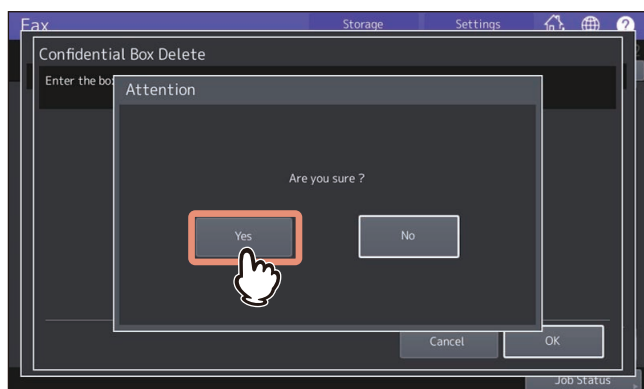 Fax
Storage
Settings
?
Confidential Box Delete
Enter the bo
Attention
Are you sure ?
Yes
No
Cancel
OK
Job Status